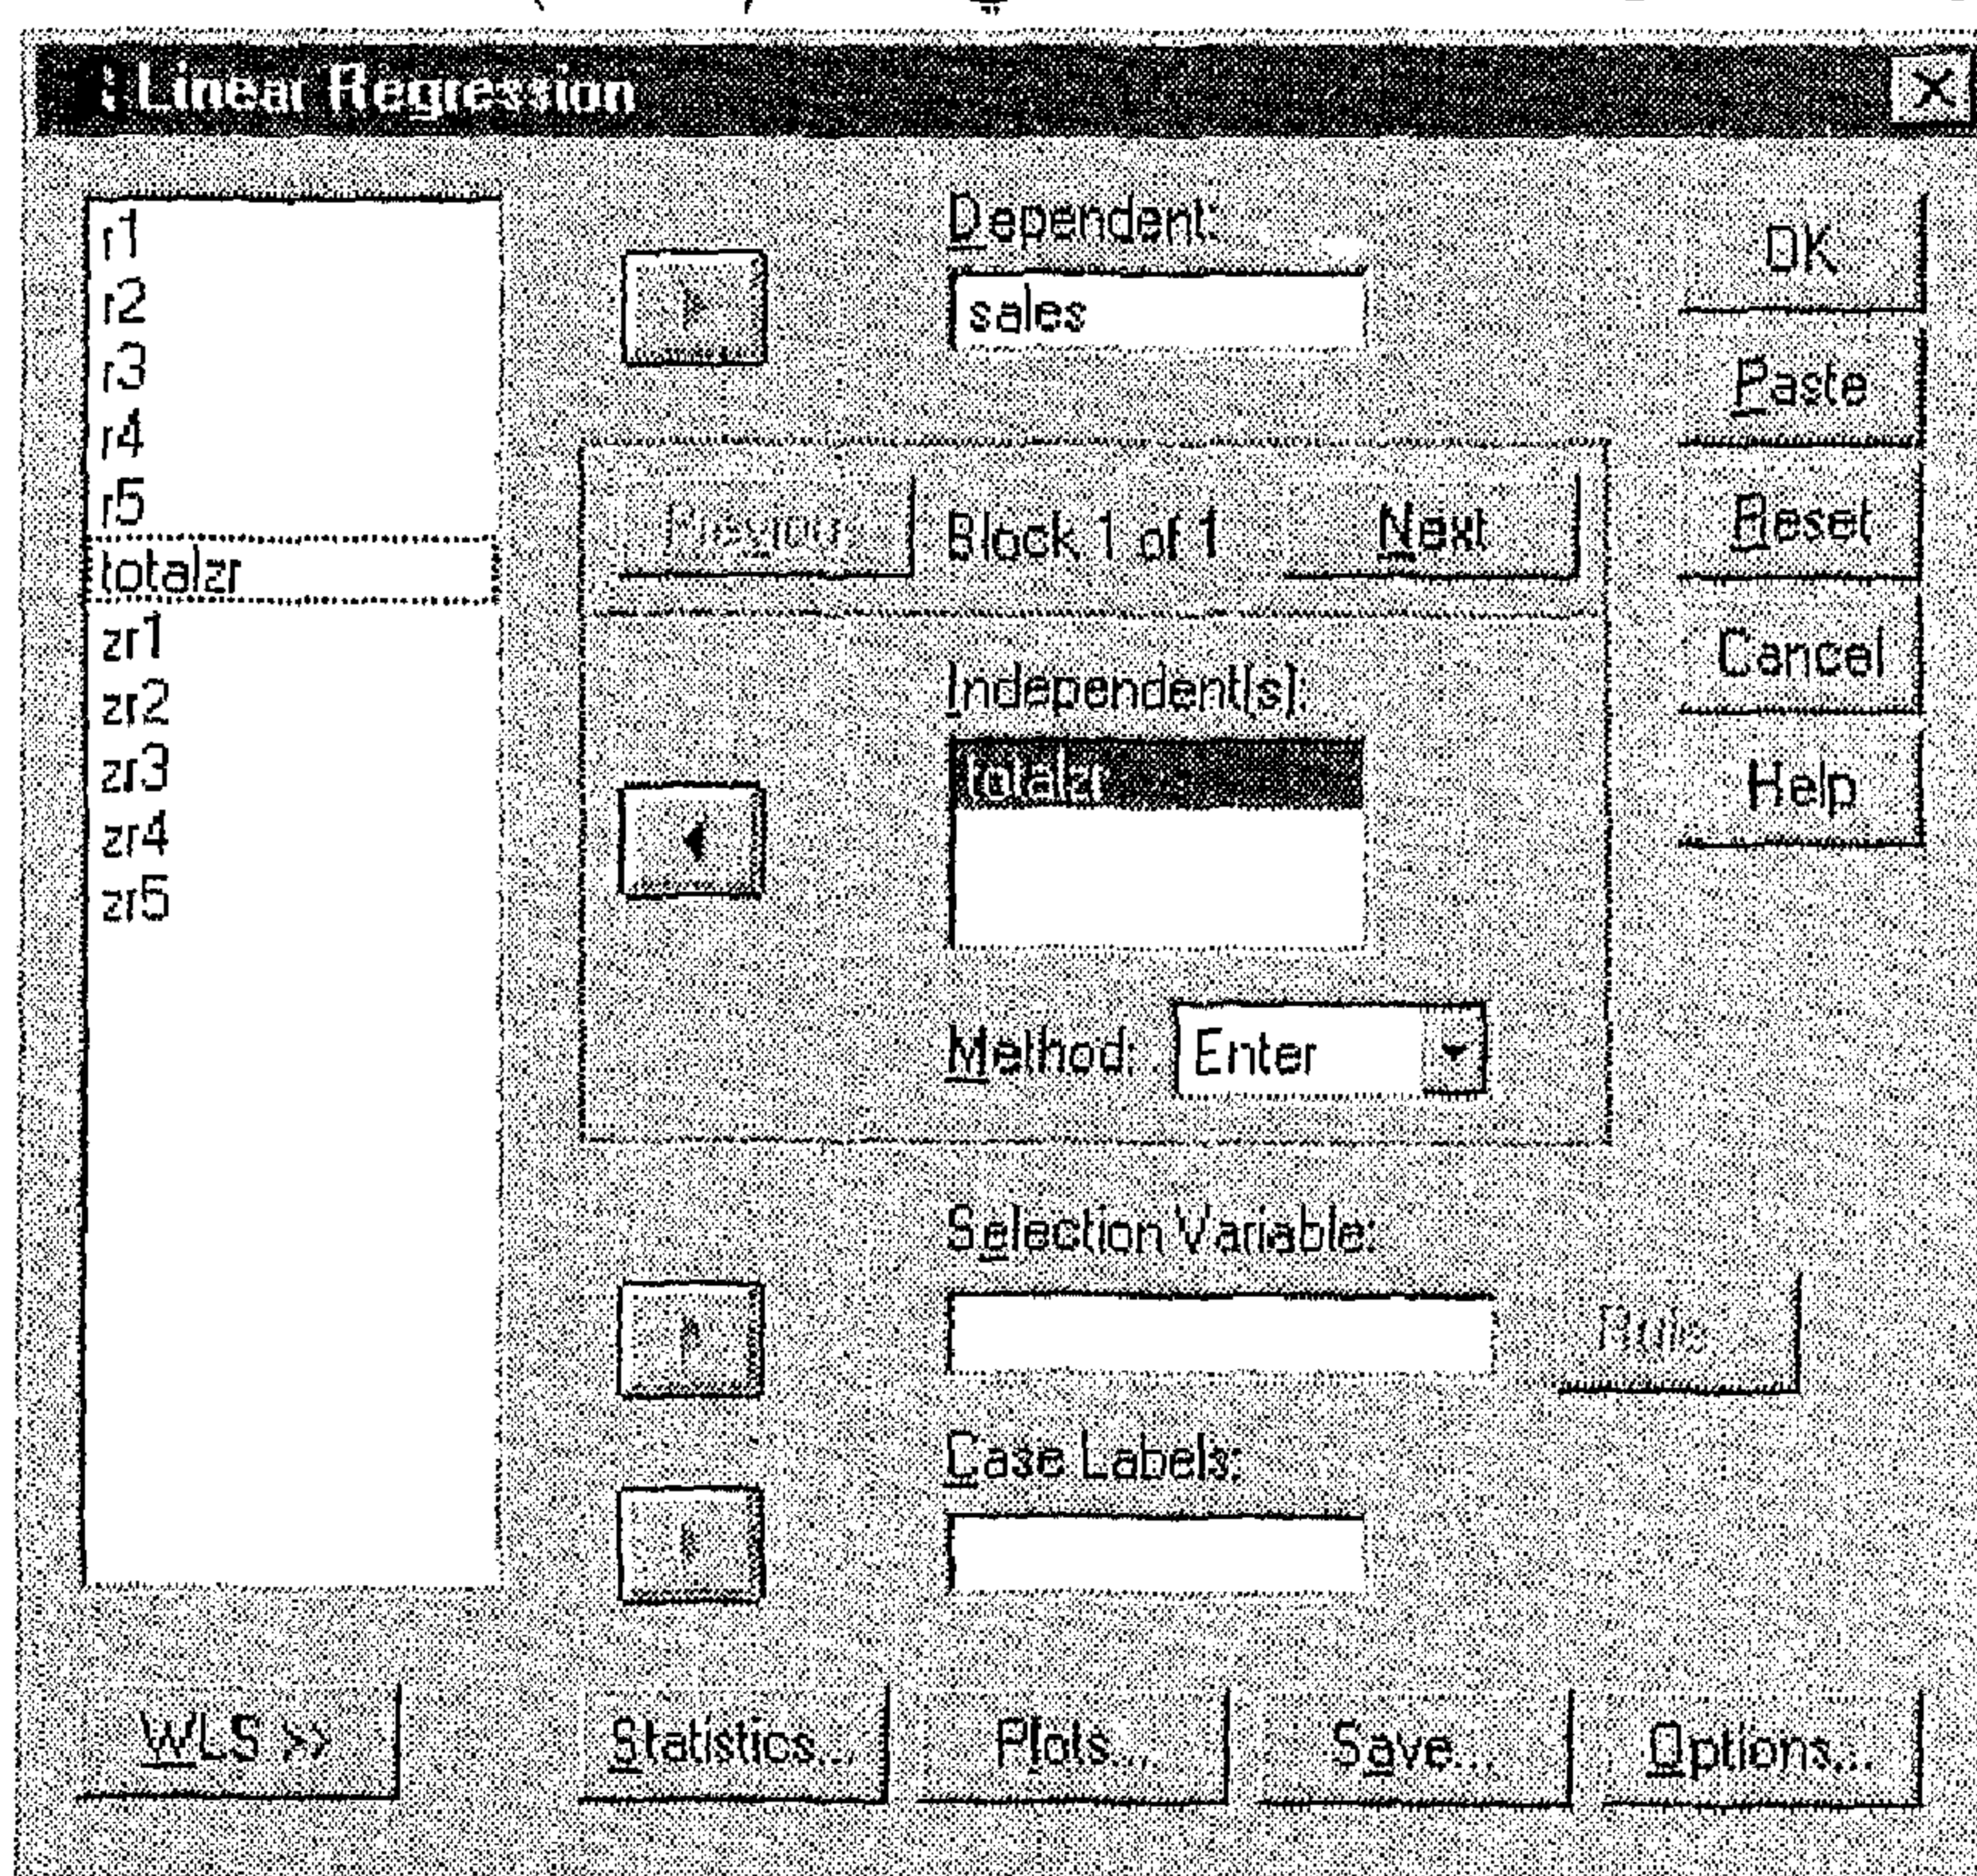 Linear Regression
r1
r2
r3
r4
r5
totalzr
zr1
zr2
zr3
zr4
zr5
Dependent:
sales
Previous
Block 1 of 1
Next
Independent(s):
totalzr
Method:
Enter
Selection Variable:
Rule
Case Labels:
OK
Paste
Reset
Cancel
Help
WLS >>
Statistics...
Plots...
Save...
Options...